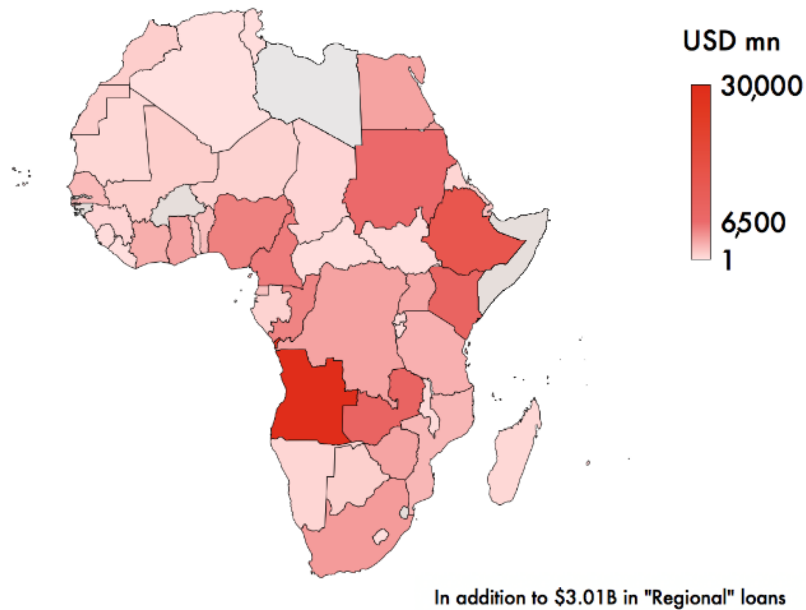 USD mn
30,000
6,500
1
In addition to $3.01B in "Regional" loans